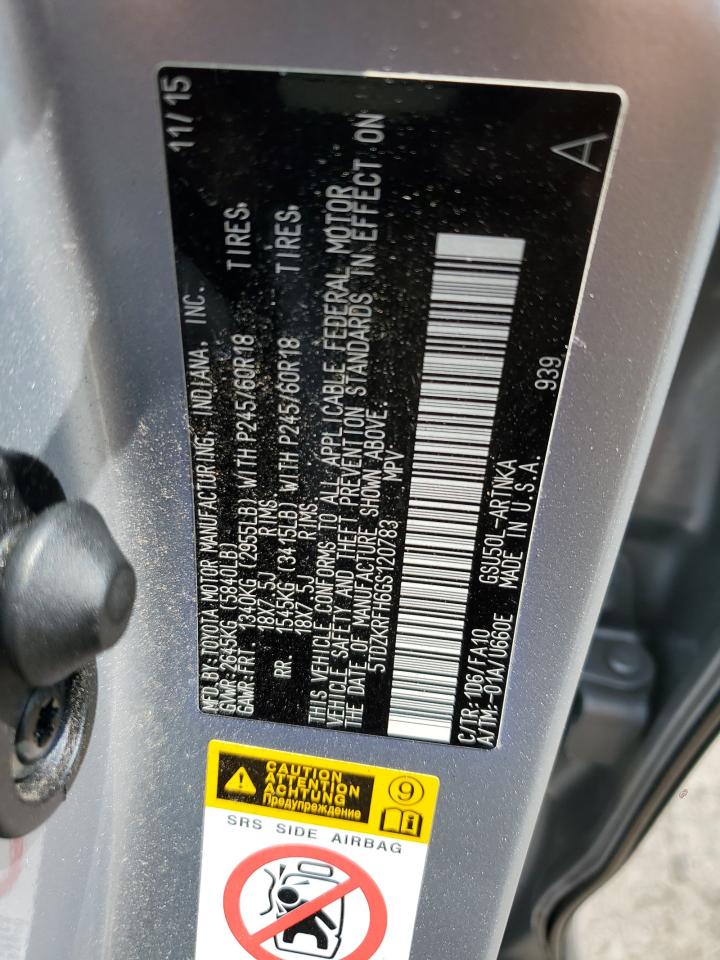 MFD. BY: TOYOTA MOTOR MANUFACTURING, INDIANA, INC. 11/15
GVWR: 2645KG (5840LB)
GAWR: FRT. 1340KG (2955LB) WITH P245/60R18 TIRES,
18X7.5J RIMS,
RR. 1545KG (3415LB) WITH P245/60R18 TIRES,
18X7.5J RIMS,
THIS VEHICLE CONFORMS TO ALL APPLICABLE FEDERAL MOTOR
VEHICLE SAFETY AND THEFT PREVENTION STANDARDS IN EFFECT ON
THE DATE OF MANUFACTURE SHOWN ABOVE.
5TDZKRFH6GS120783 MPV
C/TR: 1D6/FA10 GSU50L-ARTNKA 939
A/TM: -01A/U660E MADE IN U.S.A.
A
CAUTION
ATTENTION
ACHTUNG
Предупреждение
9
SRS SIDE AIRBAG